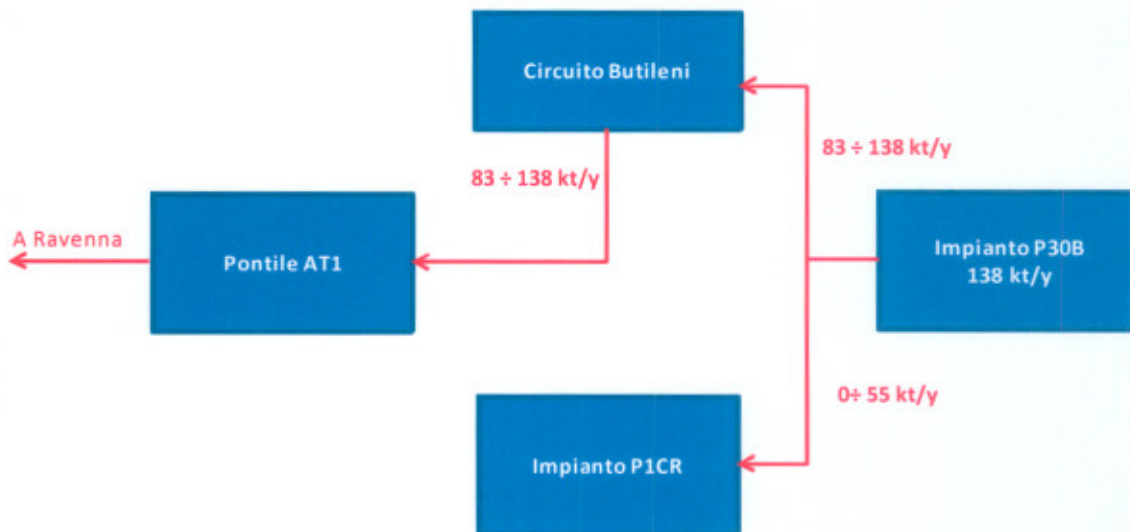 Circuito Butileni
83 ÷ 138 kt/y
83 ÷ 138 kt/y
A Ravenna
Pontile AT1
Impianto P30B
138 kt/y
0÷ 55 kt/y
Impianto P1CR